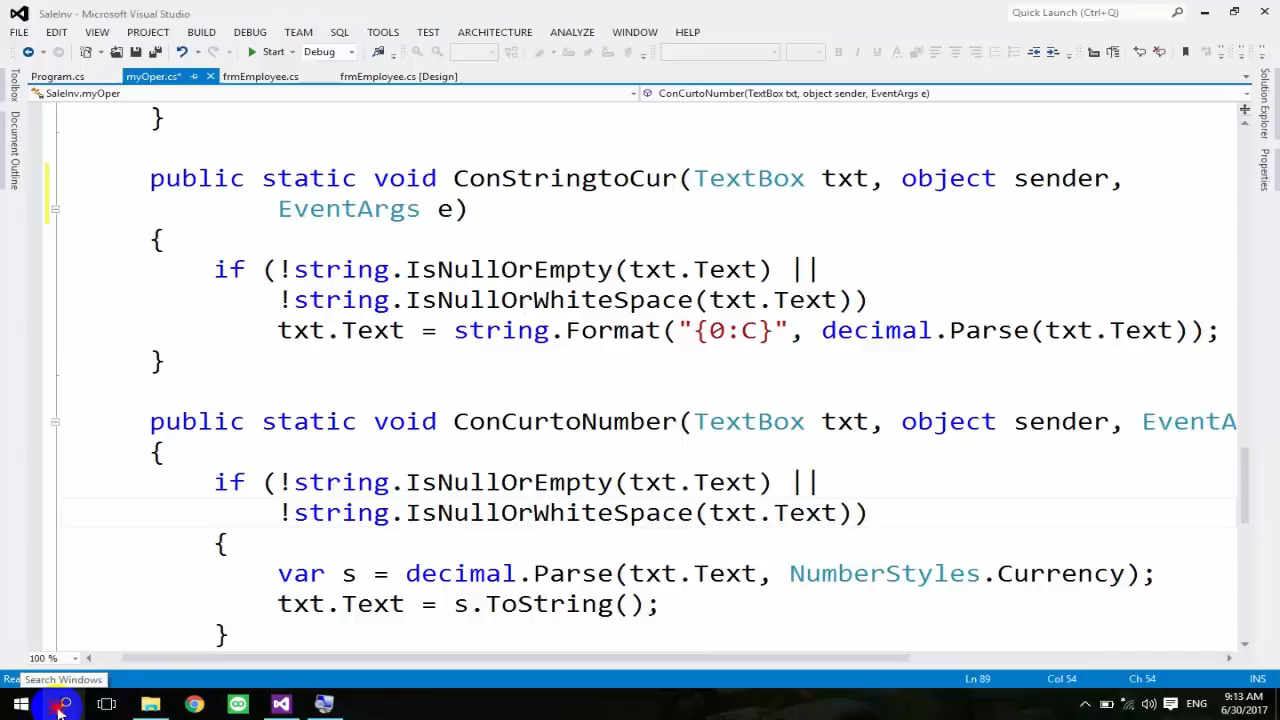 SaleInv - Microsoft Visual Studio
Quick Launch (Ctrl+Q)
FILE EDIT VIEW PROJECT BUILD DEBUG TEAM SQL TOOLS TEST ARCHITECTURE ANALYZE WINDOW HELP
Start Debug
Program.cs myOper.cs* frmEmployee.cs frmEmployee.cs [Design]
SaleInv.myOper ConCurtoNumber(TextBox txt, object sender, EventArgs e)
Toolbox
Document Outline
Solution Explorer
Properties
}
public static void ConStringtoCur(TextBox txt, object sender,
EventArgs e)
{
if (!string.IsNullOrEmpty(txt.Text) ||
!string.IsNullOrWhiteSpace(txt.Text))
txt.Text = string.Format("{0:C}", decimal.Parse(txt.Text));
}
public static void ConCurtoNumber(TextBox txt, object sender, EventA
{
if (!string.IsNullOrEmpty(txt.Text) ||
!string.IsNullOrWhiteSpace(txt.Text))
{
var s = decimal.Parse(txt.Text, NumberStyles.Currency);
txt.Text = s.ToString();
}
100 %
Rea Search Windows Ln 89 Col 54 Ch 54 INS
ENG
9:13 AM
6/30/2017